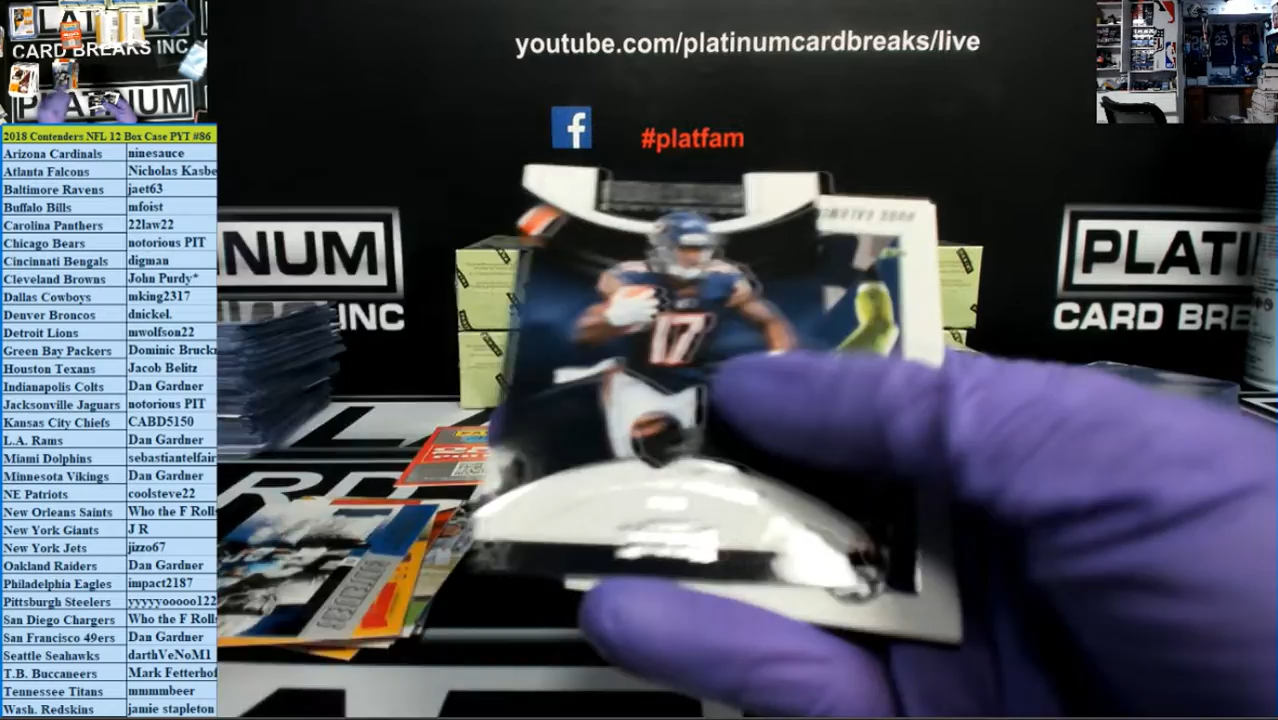 PLATINUM
CARD BREAKS INC
PLATINUM
youtube.com/platinumcardbreaks/live
f
#platfam
2018 Contenders NFL 12 Box Case PYT #86
Arizona Cardinals ninesauce
Atlanta Falcons Nicholas Kasbe
Baltimore Ravens jaet63
Buffalo Bills mfoist
Carolina Panthers 22law22
Chicago Bears notorious PIT
Cincinnati Bengals digman
Cleveland Browns John Purdy*
Dallas Cowboys mking2317
Denver Broncos dnickel.
Detroit Lions mwolfson22
Green Bay Packers Dominic Bruckn
Houston Texans Jacob Belitz
Indianapolis Colts Dan Gardner
Jacksonville Jaguars notorious PIT
Kansas City Chiefs CABD5150
L.A. Rams Dan Gardner
Miami Dolphins sebastiantelfair
Minnesota Vikings Dan Gardner
NE Patriots coolsteve22
New Orleans Saints Who the F Rolls
New York Giants J R
New York Jets jizzo67
Oakland Raiders Dan Gardner
Philadelphia Eagles impact2187
Pittsburgh Steelers yyyyyooooo122
San Diego Chargers Who the F Rolls
San Francisco 49ers Dan Gardner
Seattle Seahawks darthVeNoM1
T.B. Buccaneers Mark Fetterhof
Tennessee Titans mmmmbeer
Wash. Redskins jamie stapleton
INUM
INC
PLATI
CARD BRE
17